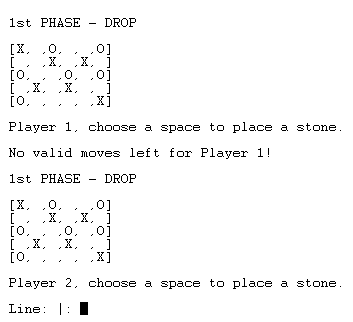 1st PHASE - DROP
[X, ,O, , ,O]
[ , ,X, ,X, ]
[O, , ,O, ,O]
[ ,X, ,X, , ]
[O, , , , ,X]
Player 1, choose a space to place a stone.
No valid moves left for Player 1!
1st PHASE - DROP
[X, ,O, , ,O]
[ , ,X, ,X, ]
[O, , ,O, ,O]
[ ,X, ,X, , ]
[O, , , , ,X]
Player 2, choose a space to place a stone.
Line: |: